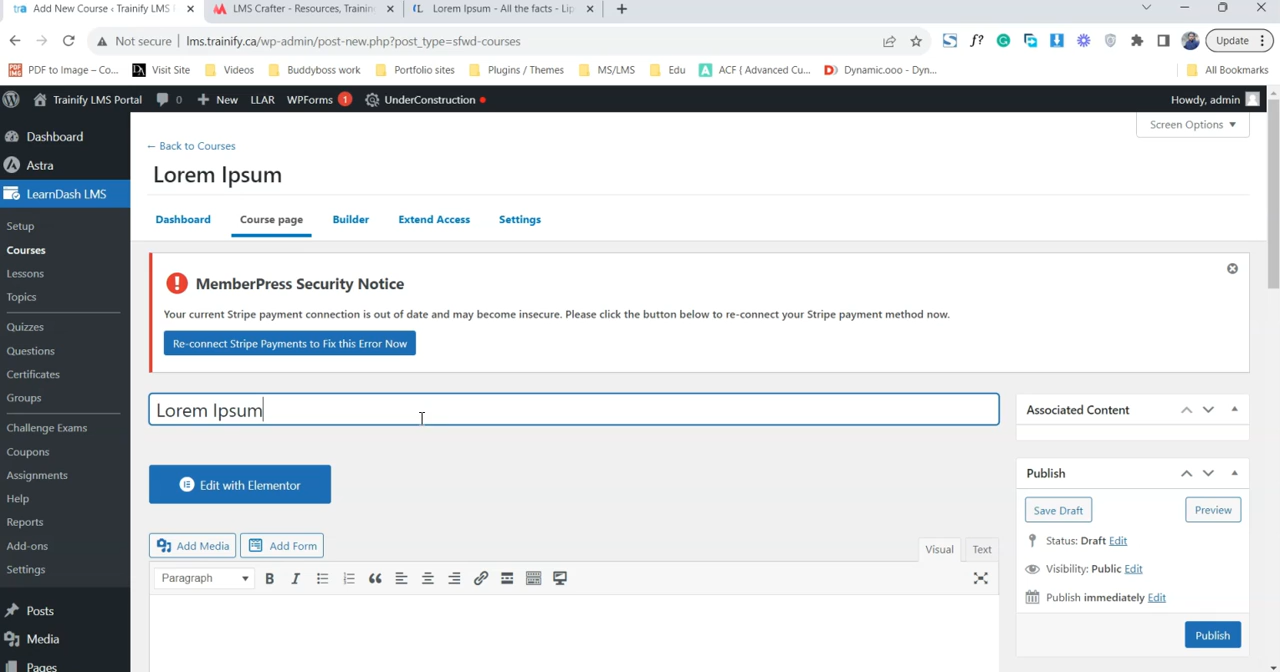 Add New Course ‹ Trainify LMS P
LMS Crafter - Resources, Trainin
Lorem Ipsum - All the facts - Lip
Not secure | lms.trainify.ca/wp-admin/post-new.php?post_type=sfwd-courses
Update
PDF to Image – Co...
Visit Site
Videos
Buddyboss work
Portfolio sites
Plugins / Themes
MS/LMS
Edu
ACF ( Advanced Cu...
Dynamic.ooo - Dyn...
All Bookmarks
Trainify LMS Portal
0
New
LLAR
WPForms 1
UnderConstruction
Howdy, admin
Dashboard
Astra
LearnDash LMS
Setup
Courses
Lessons
Topics
Quizzes
Questions
Certificates
Groups
Challenge Exams
Coupons
Assignments
Help
Reports
Add-ons
Settings
Posts
Media
Pages
Screen Options
← Back to Courses
Lorem Ipsum
Dashboard
Course page
Builder
Extend Access
Settings
MemberPress Security Notice
Your current Stripe payment connection is out of date and may become insecure. Please click the button below to re-connect your Stripe payment method now.
Re-connect Stripe Payments to Fix this Error Now
Lorem Ipsum
Edit with Elementor
Add Media
Add Form
Visual
Text
Paragraph
Associated Content
Publish
Save Draft
Preview
Status: Draft Edit
Visibility: Public Edit
Publish immediately Edit
Publish